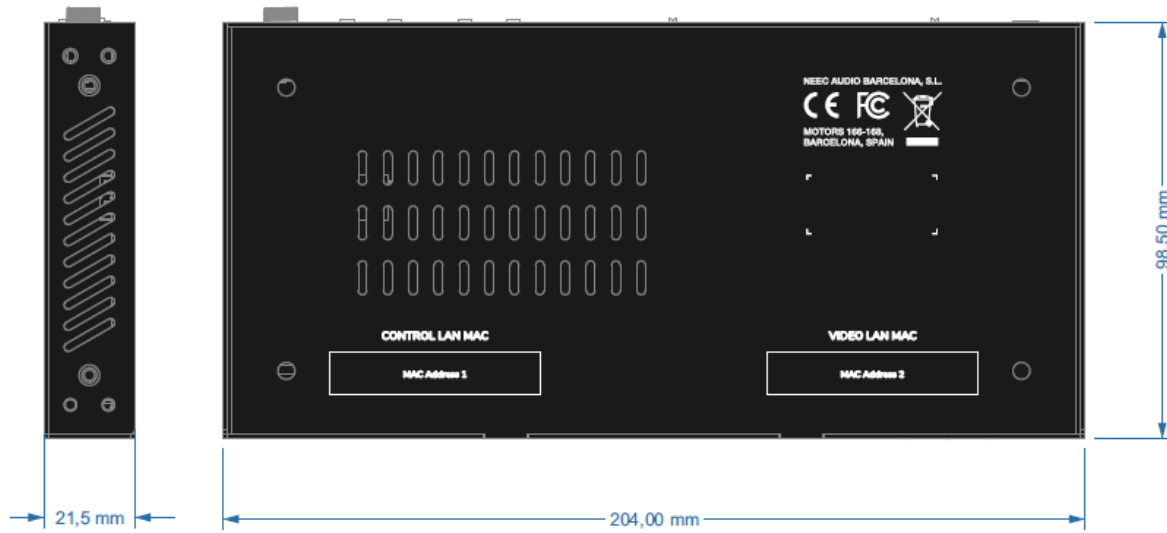 NEEC AUDIO BARCELONA, S.L.
CE FC
MOTORS 166-168,
BARCELONA, SPAIN
98,50 mm
CONTROL LAN MAC
VIDEO LAN MAC
MAC Address 1
MAC Address 2
21,5 mm
204,00 mm